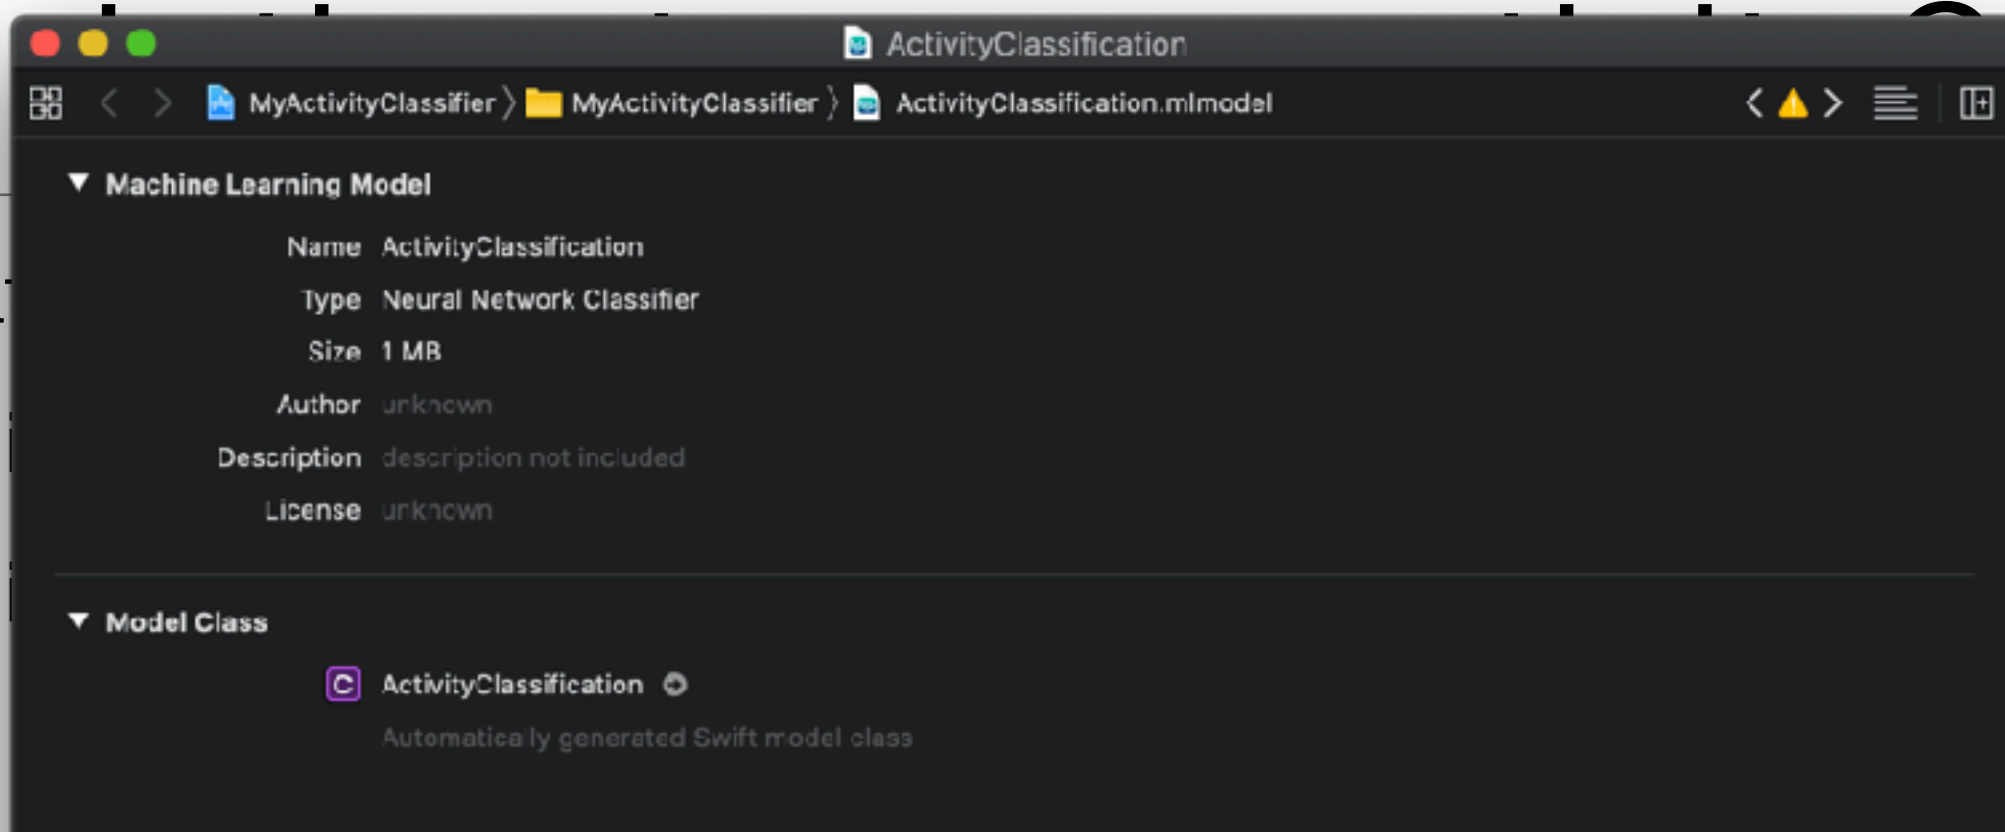 ActivityClassification
MyActivityClassifier MyActivityClassifier ActivityClassification.mlmodel
Machine Learning Model
Name ActivityClassification
Type Neural Network Classifier
Size 1 MB
Author unknown
Description description not included
License unknown
Model Class
C ActivityClassification
Automatically generated Swift model class